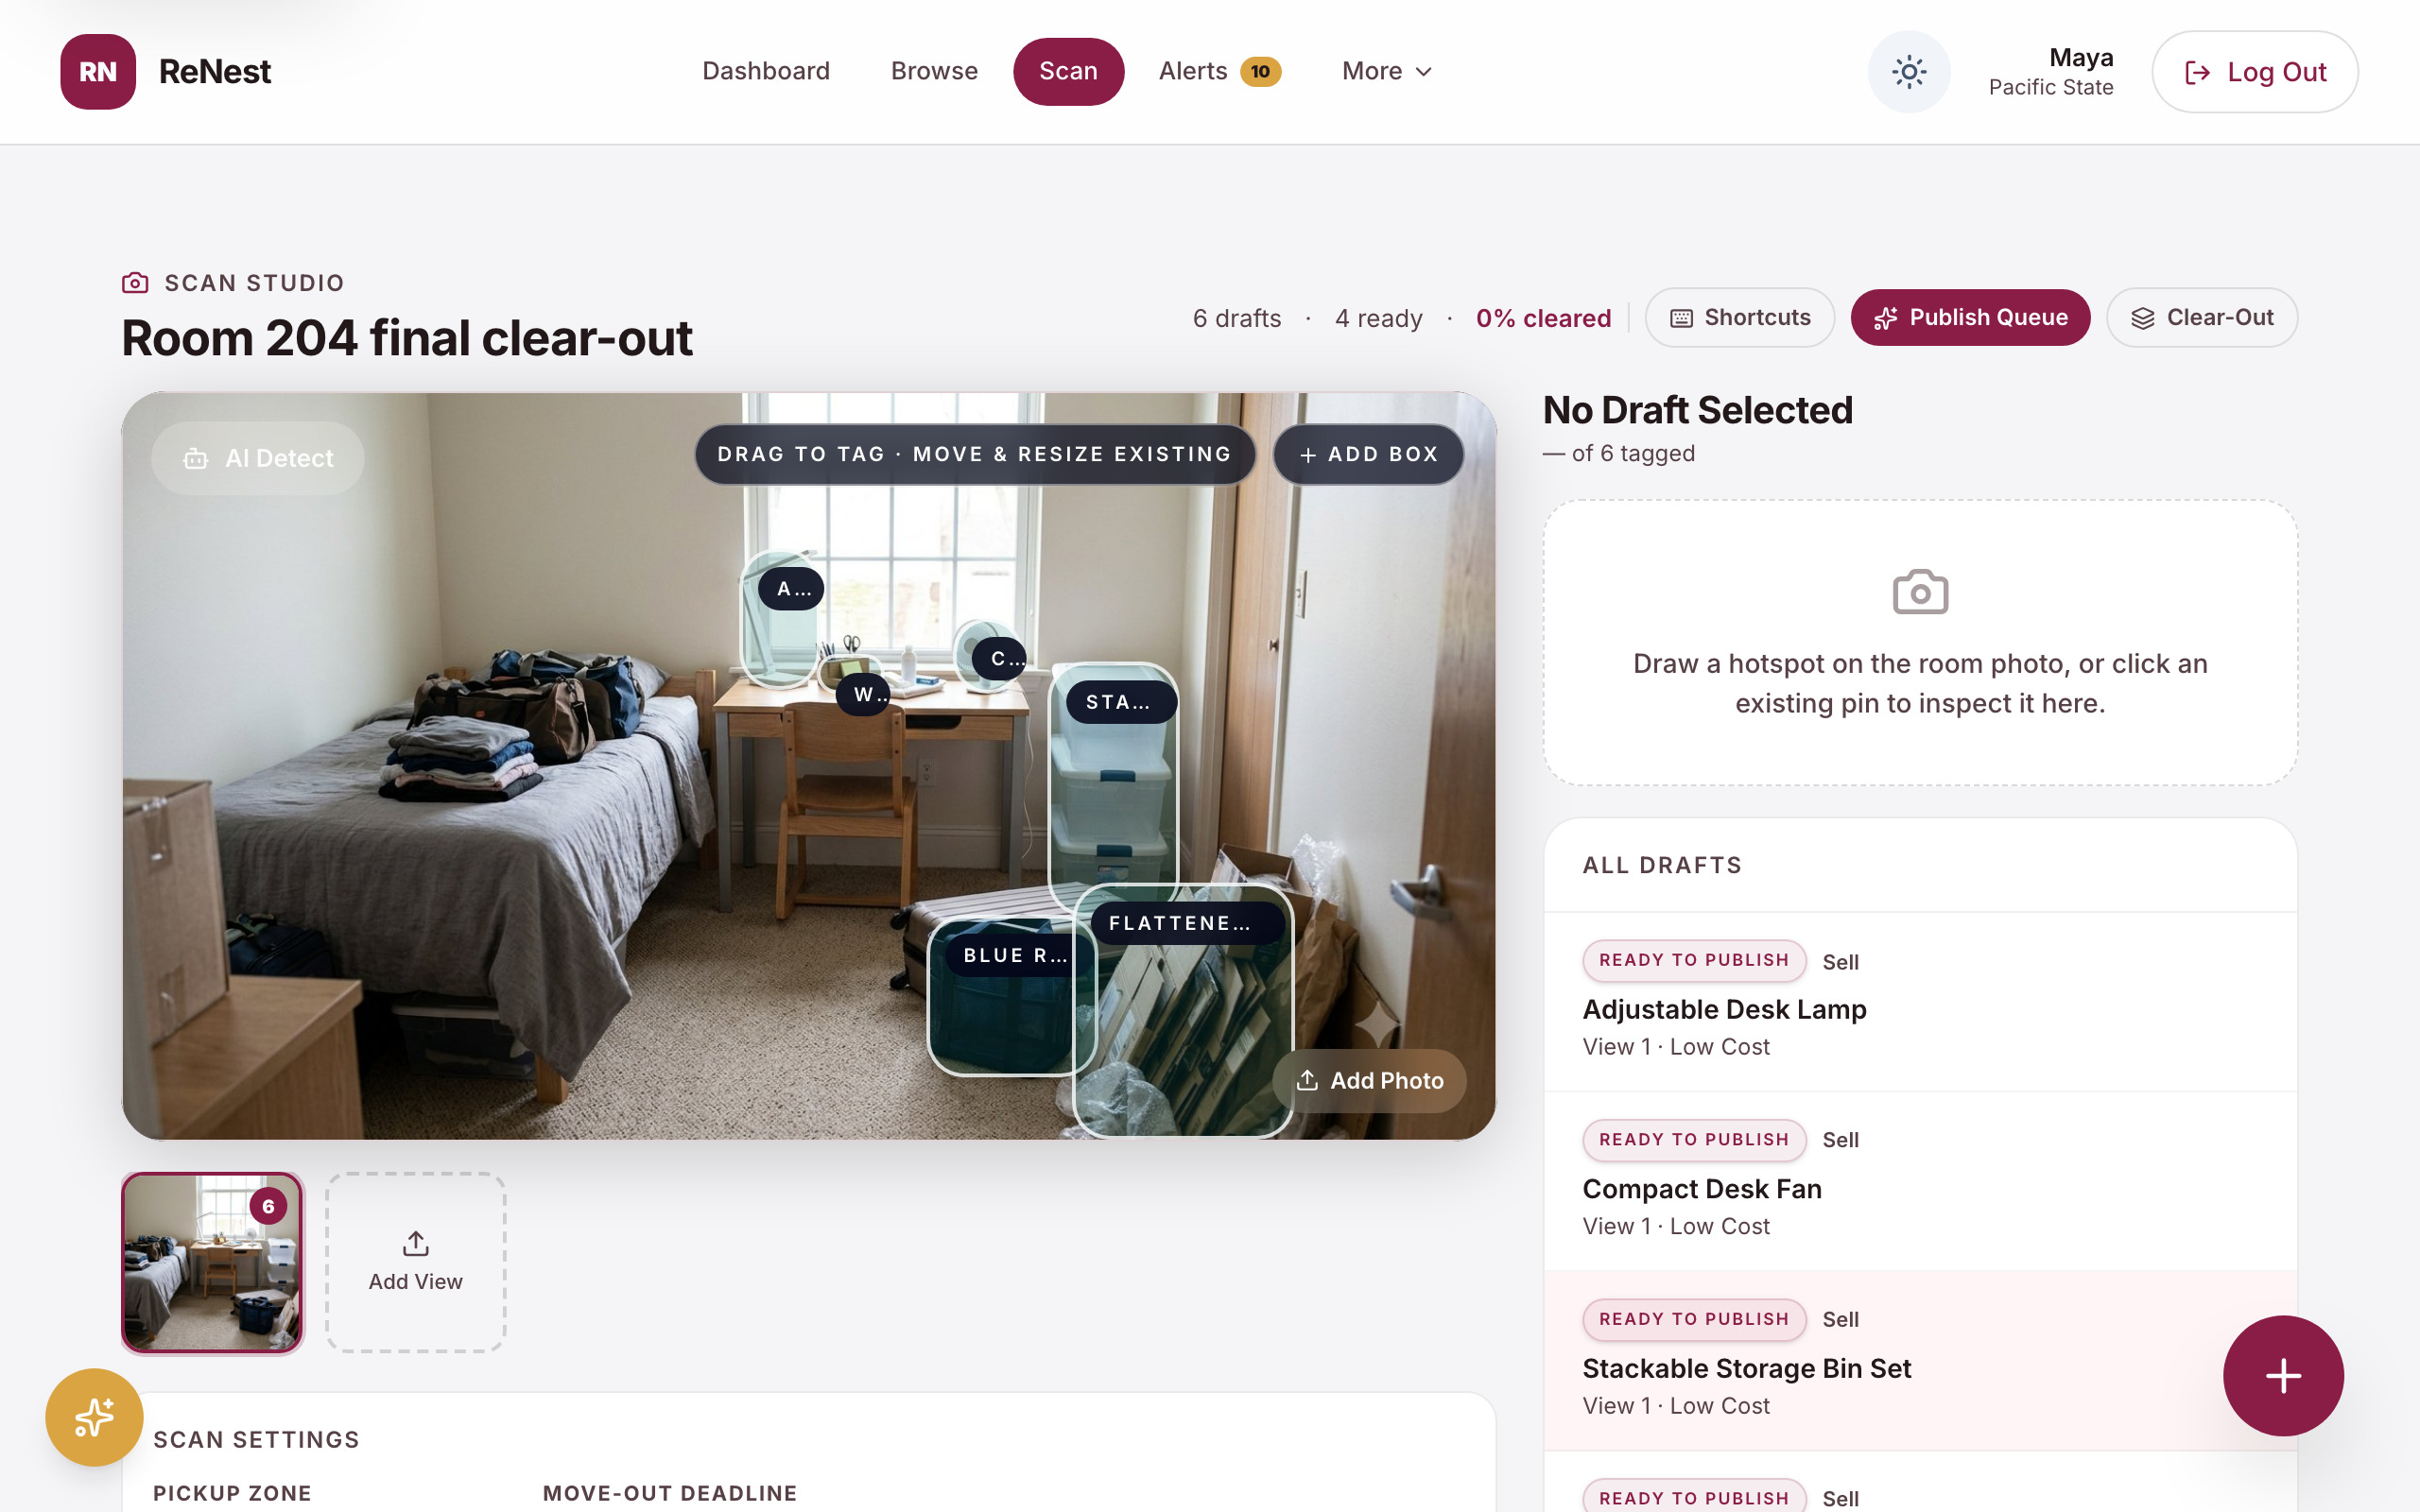 RN
ReNest
Dashboard
Browse
Scan
Alerts 10
More
Maya
Pacific State
Log Out
SCAN STUDIO
Room 204 final clear-out
6 drafts · 4 ready · 0% cleared
Shortcuts
Publish Queue
Clear-Out
AI Detect
DRAG TO TAG · MOVE & RESIZE EXISTING
+ ADD BOX
A...
C...
W..
STA...
FLATTENE...
BLUE R...
Add Photo
6
Add View
SCAN SETTINGS
PICKUP ZONE
MOVE-OUT DEADLINE
No Draft Selected
— of 6 tagged
Draw a hotspot on the room photo, or click an
existing pin to inspect it here.
ALL DRAFTS
READY TO PUBLISH Sell
Adjustable Desk Lamp
View 1 · Low Cost
READY TO PUBLISH Sell
Compact Desk Fan
View 1 · Low Cost
READY TO PUBLISH Sell
Stackable Storage Bin Set
View 1 · Low Cost
READY TO PUBLISH Sell